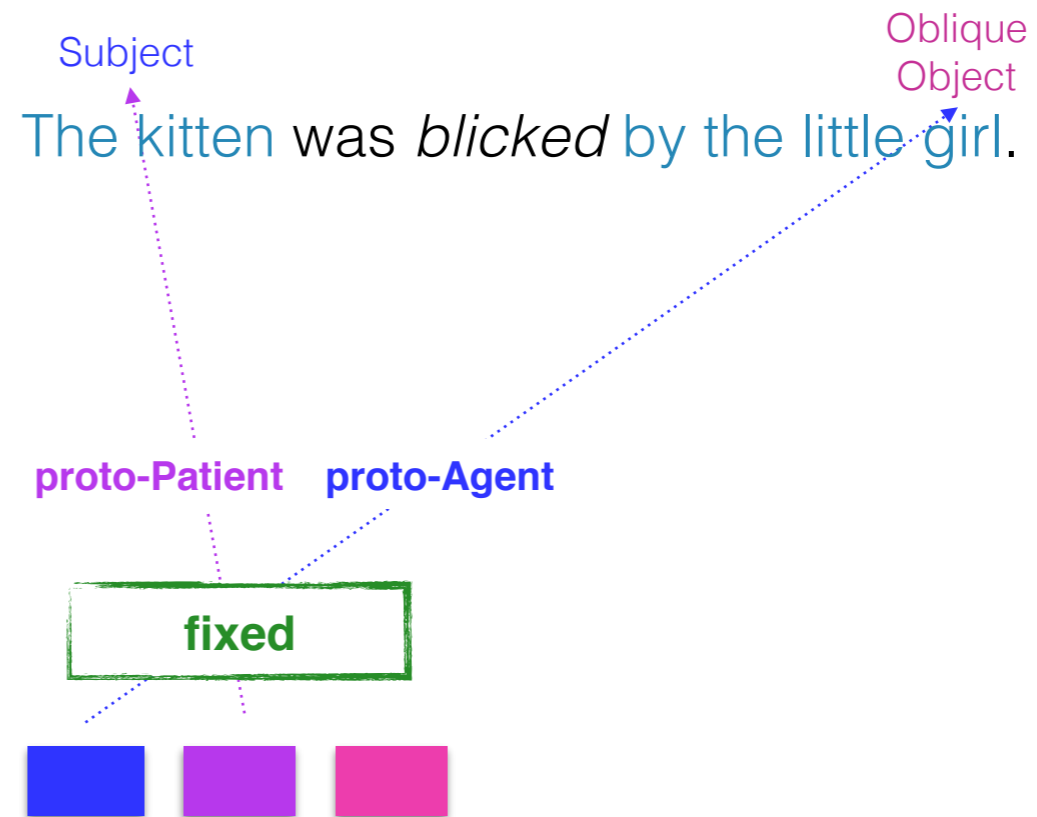 Subject
Oblique
Object
The kitten was blicked by the little girl.
proto-Patient proto-Agent
fixed